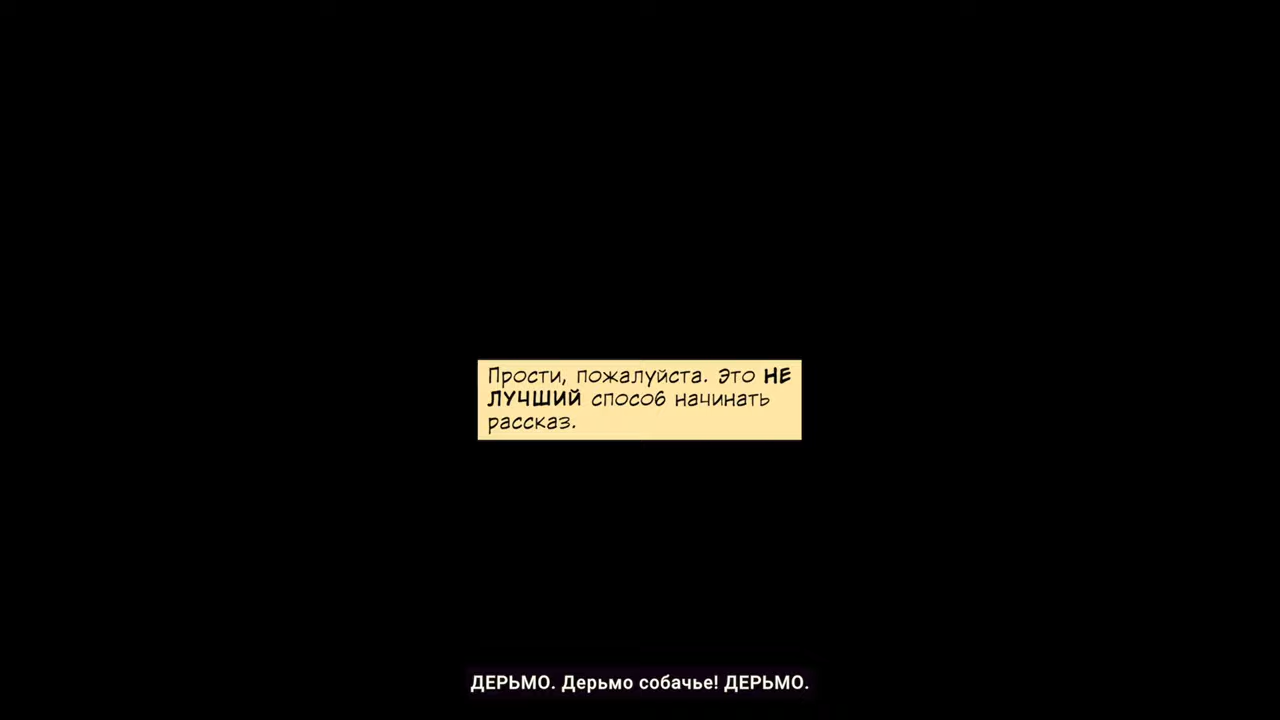 Прости, пожалуйста. Это НЕ
ЛУЧШИЙ способ начинать
рассказ.
ДЕРЬМО. Дерьмо собачье! ДЕРЬМО.